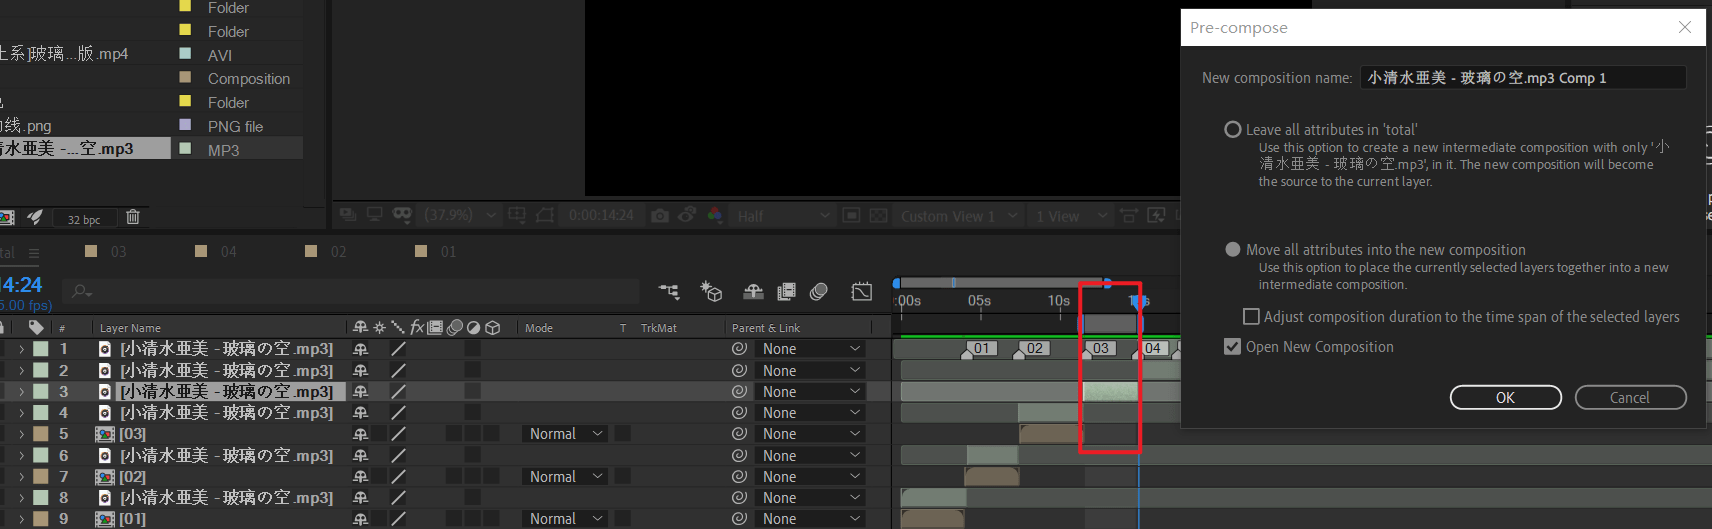 Folder
Folder
土系]玻璃...版.mp4 AVI
Composition
Folder
线.png PNG file
清水亜美 -...空.mp3 MP3
32 bpc
(37.9%) 0:00:14:24 Half Custom View 1 1 View
tal 03 04 02 01
14:24
5.00 fps)
:00s 05s 10s
# Layer Name Mode T TrkMat Parent & Link
1 [小清水亜美 - 玻璃の空.mp3] None 01 02 03 04
2 [小清水亜美 - 玻璃の空.mp3] None
3 [小清水亜美 - 玻璃の空.mp3] None
4 [小清水亜美 - 玻璃の空.mp3] None
5 [03] Normal None
6 [小清水亜美 - 玻璃の空.mp3] None
7 [02] Normal None
8 [小清水亜美 - 玻璃の空.mp3] None
9 [01] Normal None
Pre-compose
New composition name: 小清水亜美 - 玻璃の空.mp3 Comp 1
Leave all attributes in 'total'
Use this option to create a new intermediate composition with only '小
清水亜美 - 玻璃の空.mp3', in it. The new composition will become
the source to the current layer.
Move all attributes into the new composition
Use this option to place the currently selected layers together into a new
intermediate composition.
Adjust composition duration to the time span of the selected layers
Open New Composition
OK Cancel